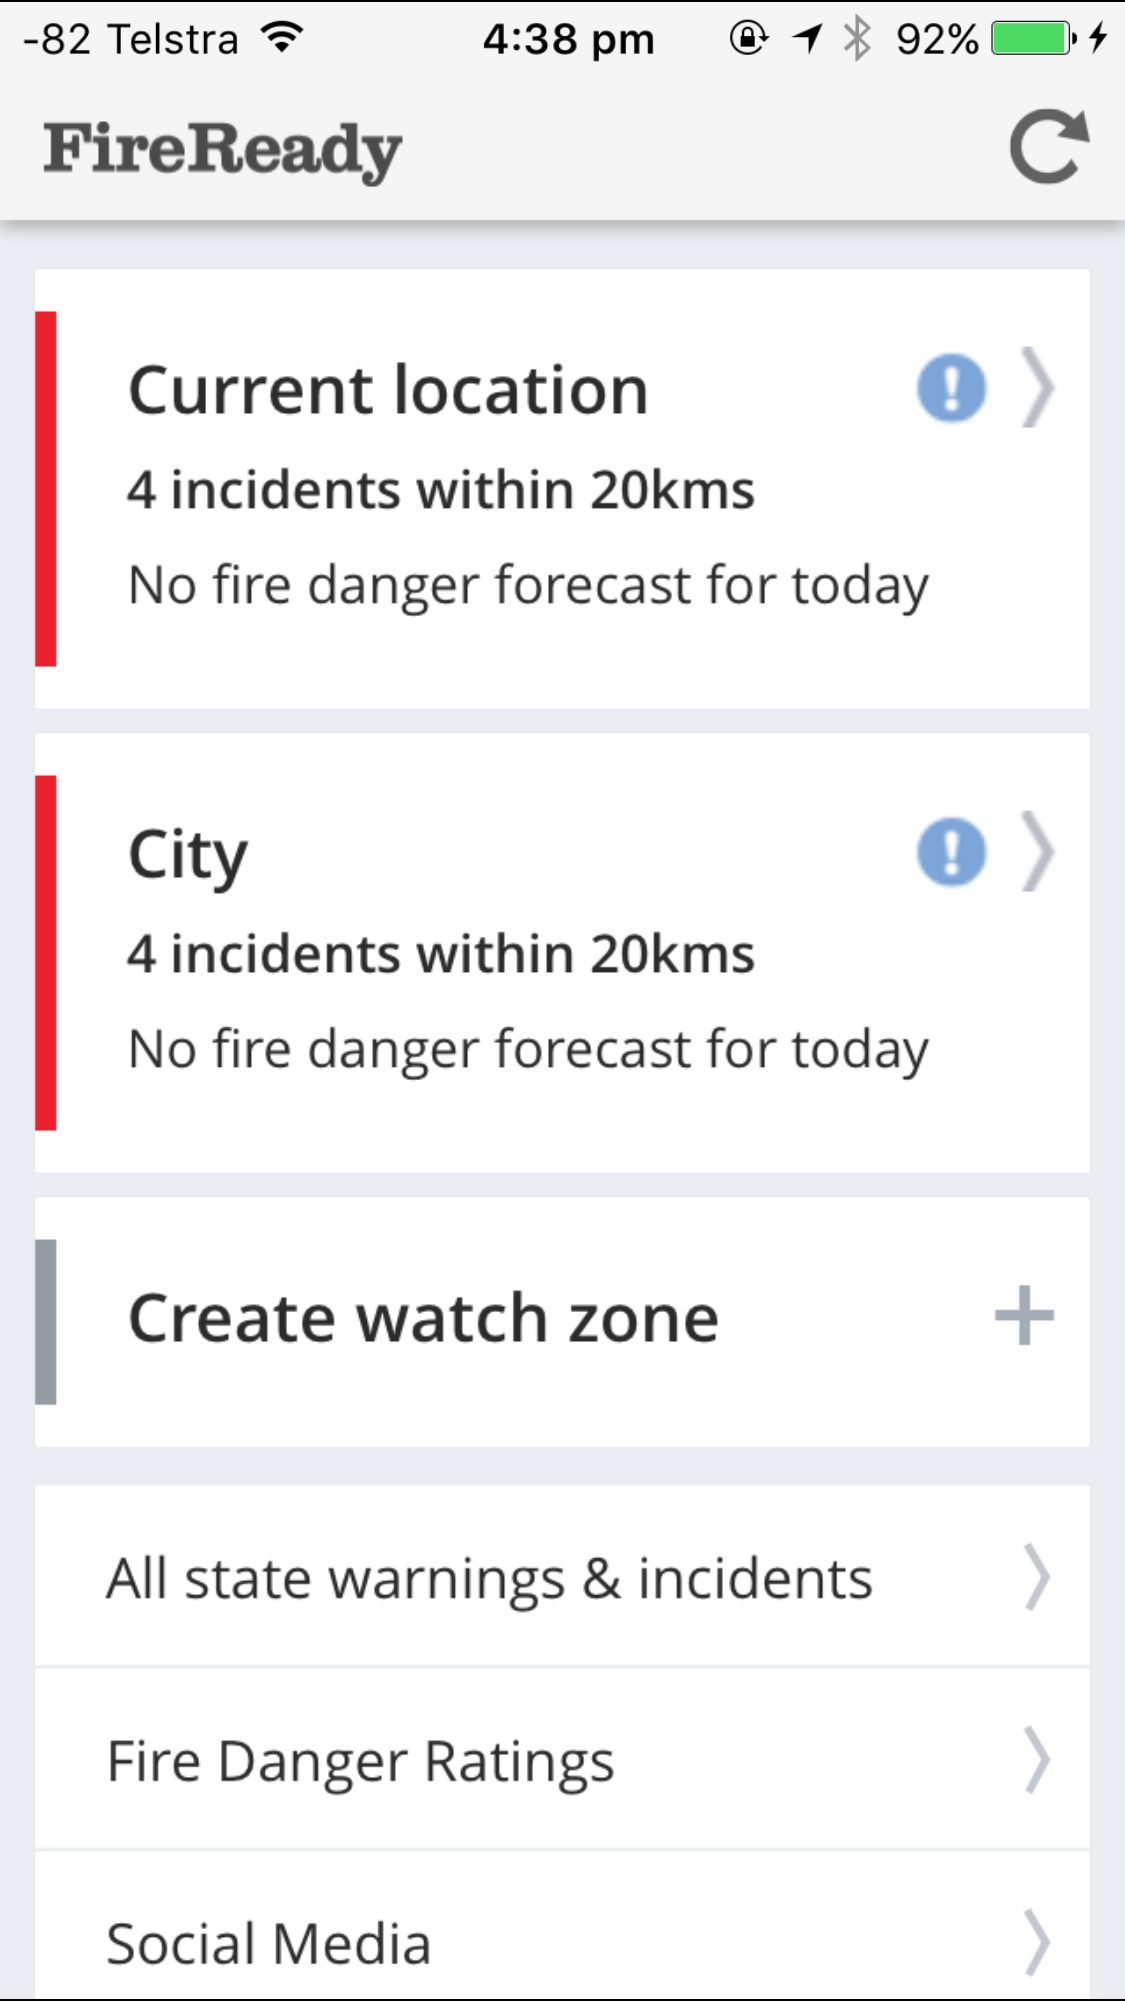 -82 Telstra 4:38 pm 92%
FireReady
Current location
4 incidents within 20kms
No fire danger forecast for today
City
4 incidents within 20kms
No fire danger forecast for today
Create watch zone
All state warnings & incidents
Fire Danger Ratings
Social Media